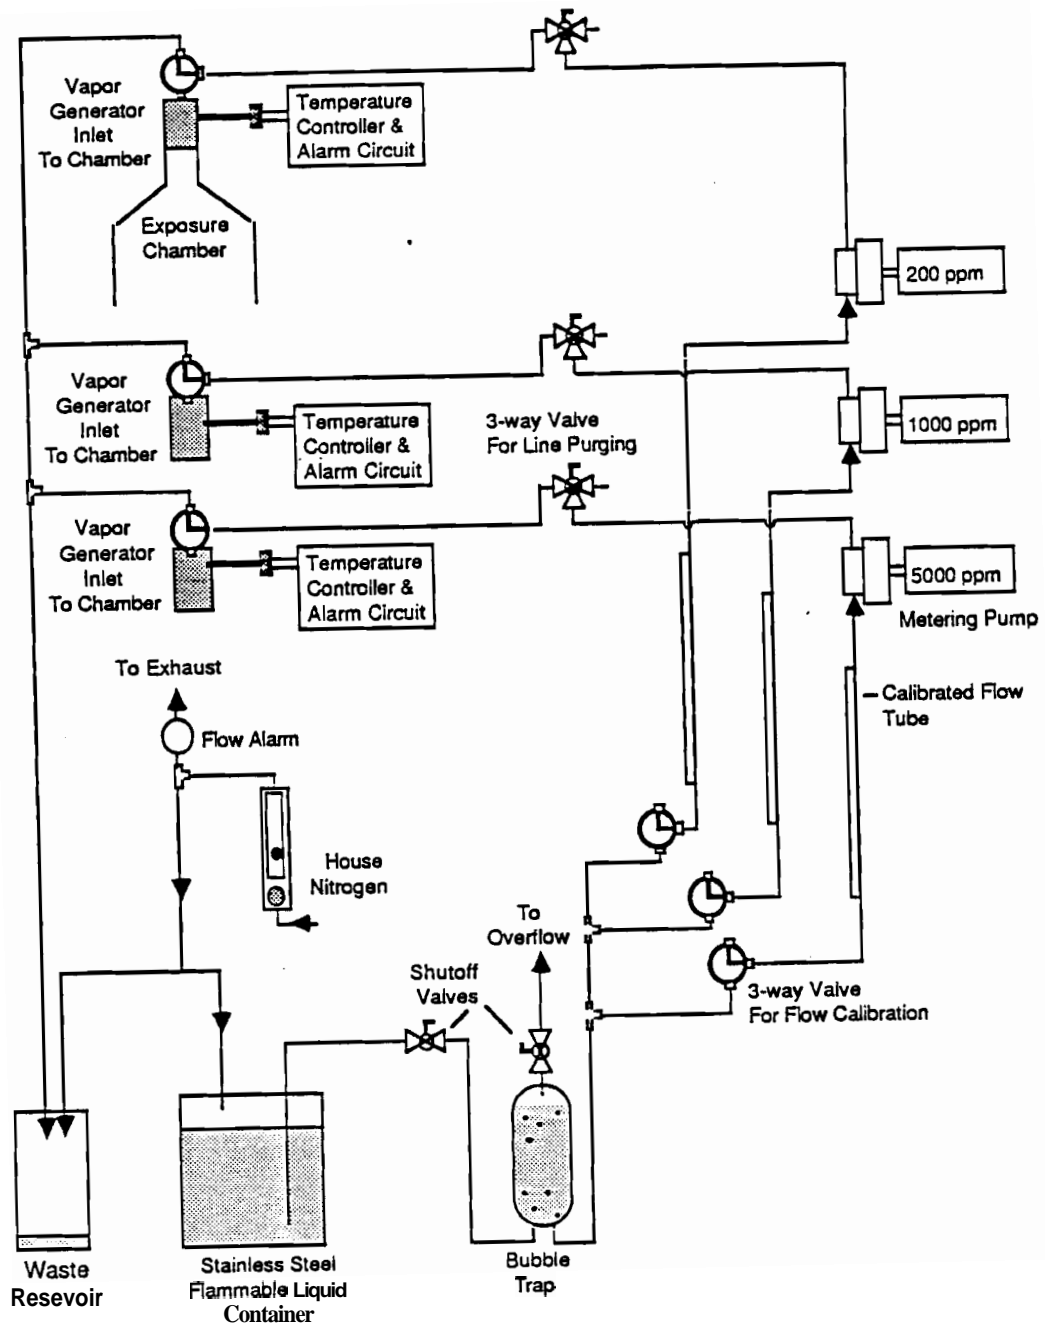 Vapor
Generator
Inlet
To Chamber
Temperature
Controller &
Alarm Circuit
Exposure
Chamber
200 ppm
Vapor
Generator
Inlet
To Chamber
Temperature
Controller &
Alarm Circuit
3-way Valve
For Line Purging
1000 ppm
Vapor
Generator
Inlet
To Chamber
Temperature
Controller &
Alarm Circuit
5000 ppm
Metering Pump
To Exhaust
Calibrated Flow
Tube
Flow Alarm
House
Nitrogen
To
Overflow
Shutoff
Valves
3-way Valve
For Flow Calibration
Waste
Resevoir
Stainless Steel
Flammable Liquid
Container
Bubble
Trap